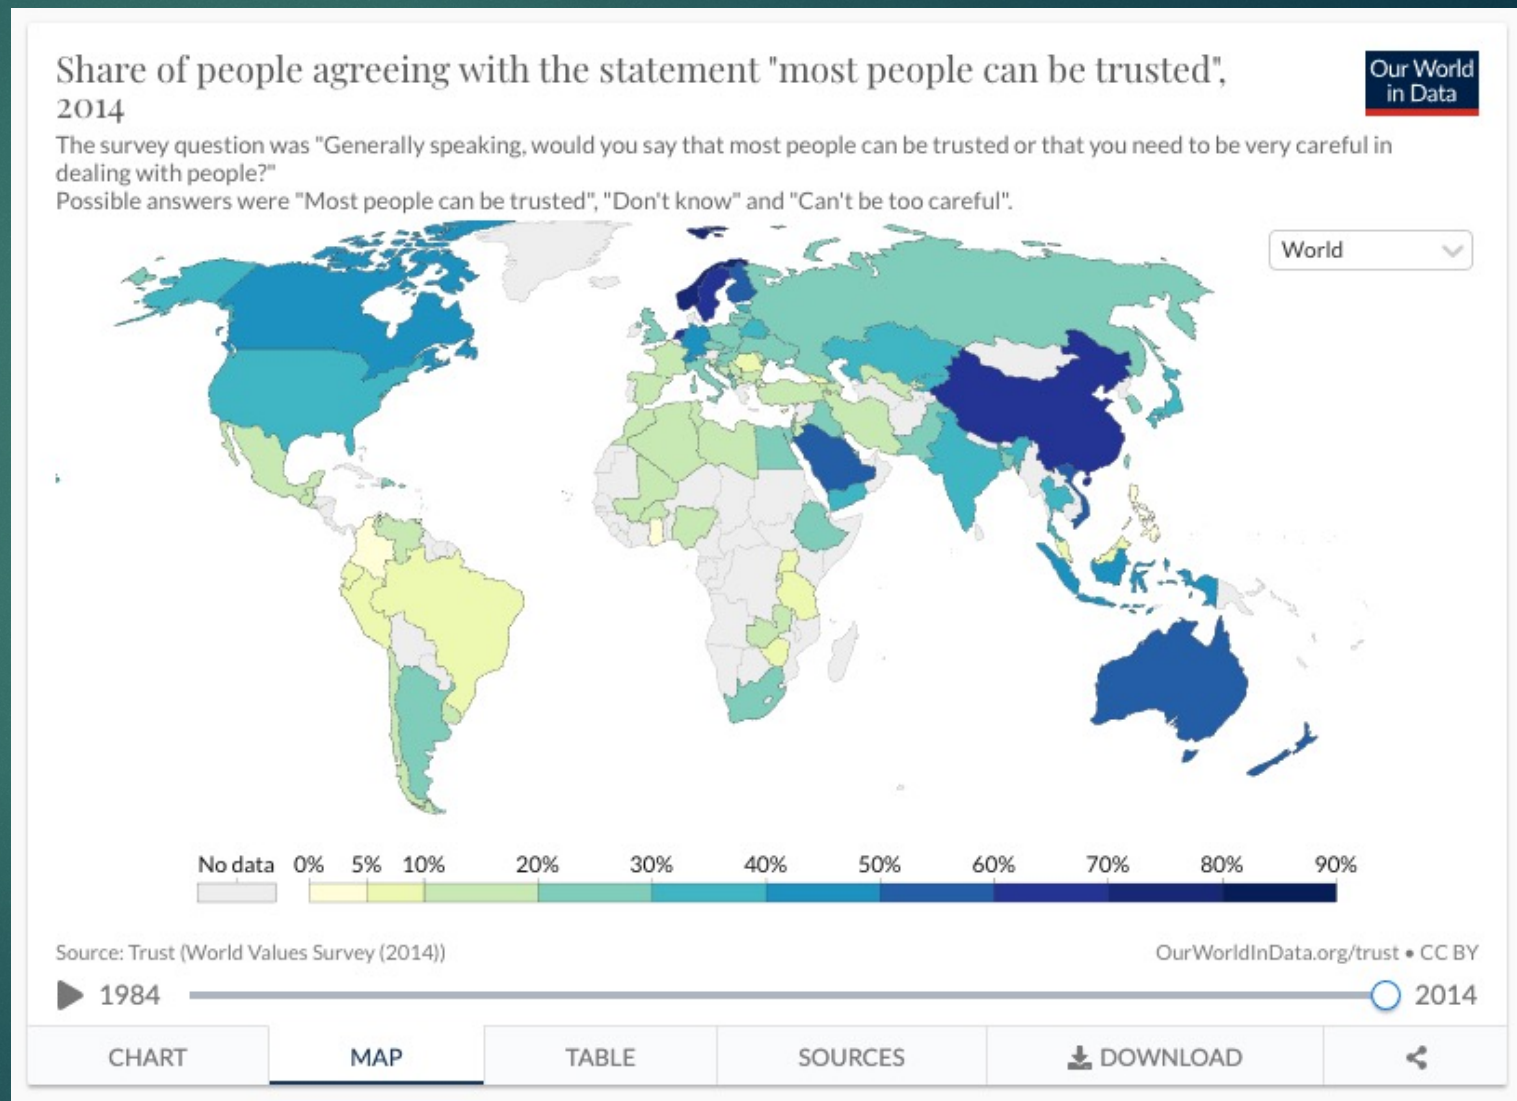 Share of people agreeing with the statement "most people can be trusted",
2014
Our World
in Data
The survey question was "Generally speaking, would you say that most people can be trusted or that you need to be very careful in
dealing with people?"
Possible answers were "Most people can be trusted", "Don't know" and "Can't be too careful".
World
No data 0% 5% 10% 20% 30% 40% 50% 60% 70% 80% 90%
Source: Trust (World Values Survey (2014))
OurWorldInData.org/trust • CC BY
1984
2014
CHART MAP TABLE SOURCES DOWNLOAD